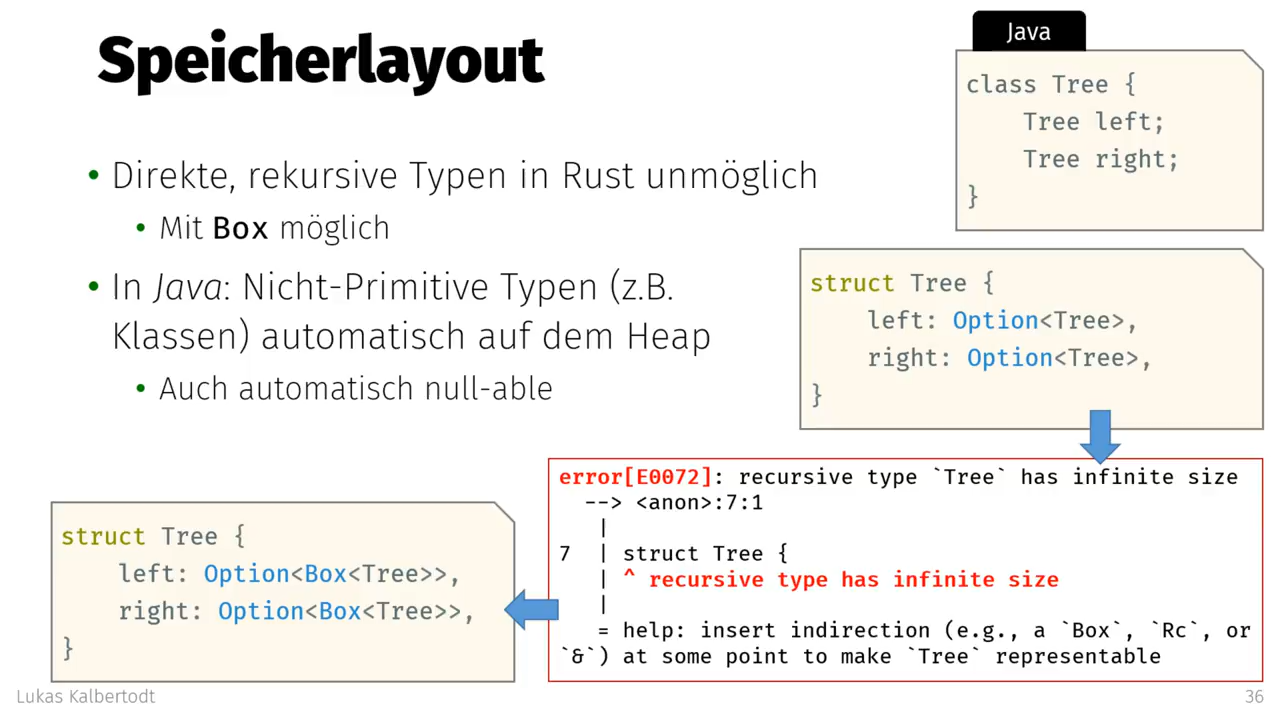 Speicherlayout
• Direkte, rekursive Typen in Rust unmöglich
• Mit Box möglich
• In Java: Nicht-Primitive Typen (z.B.
Klassen) automatisch auf dem Heap
• Auch automatisch null-able
Java
class Tree {
    Tree left;
    Tree right;
}
struct Tree {
    left: Option<Tree>,
    right: Option<Tree>,
}
error[E0072]: recursive type `Tree` has infinite size
  --> <anon>:7:1
   |
7  | struct Tree {
   | ^ recursive type has infinite size
   |
   = help: insert indirection (e.g., a `Box`, `Rc`, or
`&`) at some point to make `Tree` representable
struct Tree {
    left: Option<Box<Tree>>,
    right: Option<Box<Tree>>,
}
Lukas Kalbertodt
36